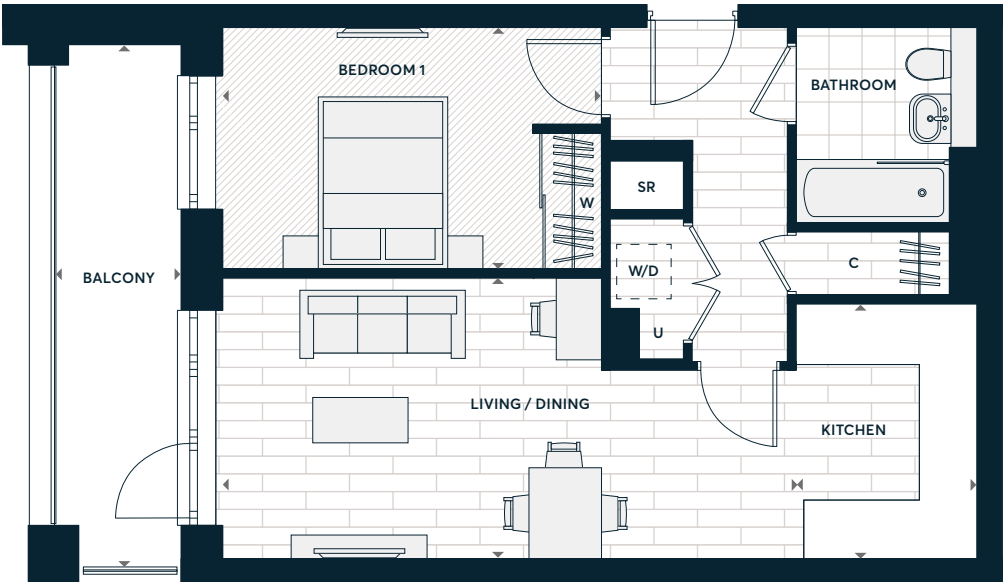 BEDROOM 1
BATHROOM
SR
W
BALCONY
W/D
C
U
LIVING / DINING
KITCHEN